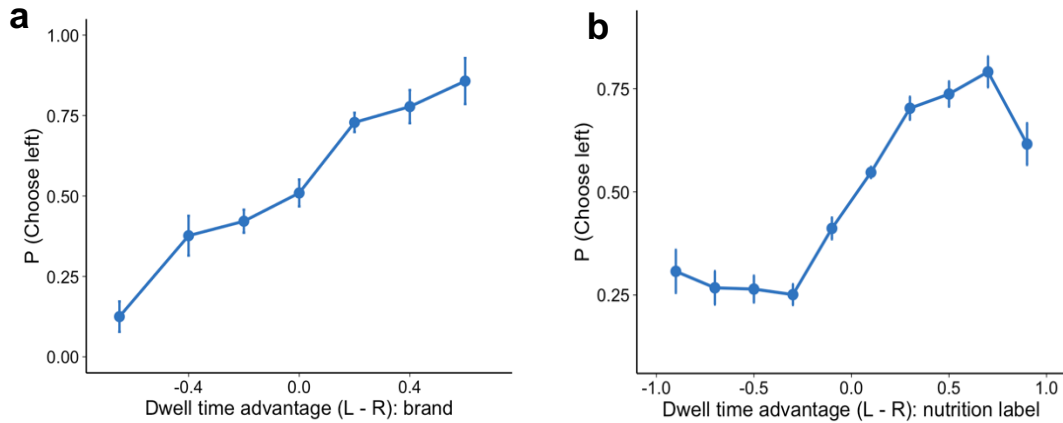 a
P (Choose left)
1.00
0.75
0.50
0.25
0.00
-0.4 0.0 0.4
Dwell time advantage (L - R): brand
b
P (Choose left)
0.75
0.50
0.25
-1.0 -0.5 0.0 0.5 1.0
Dwell time advantage (L - R): nutrition label